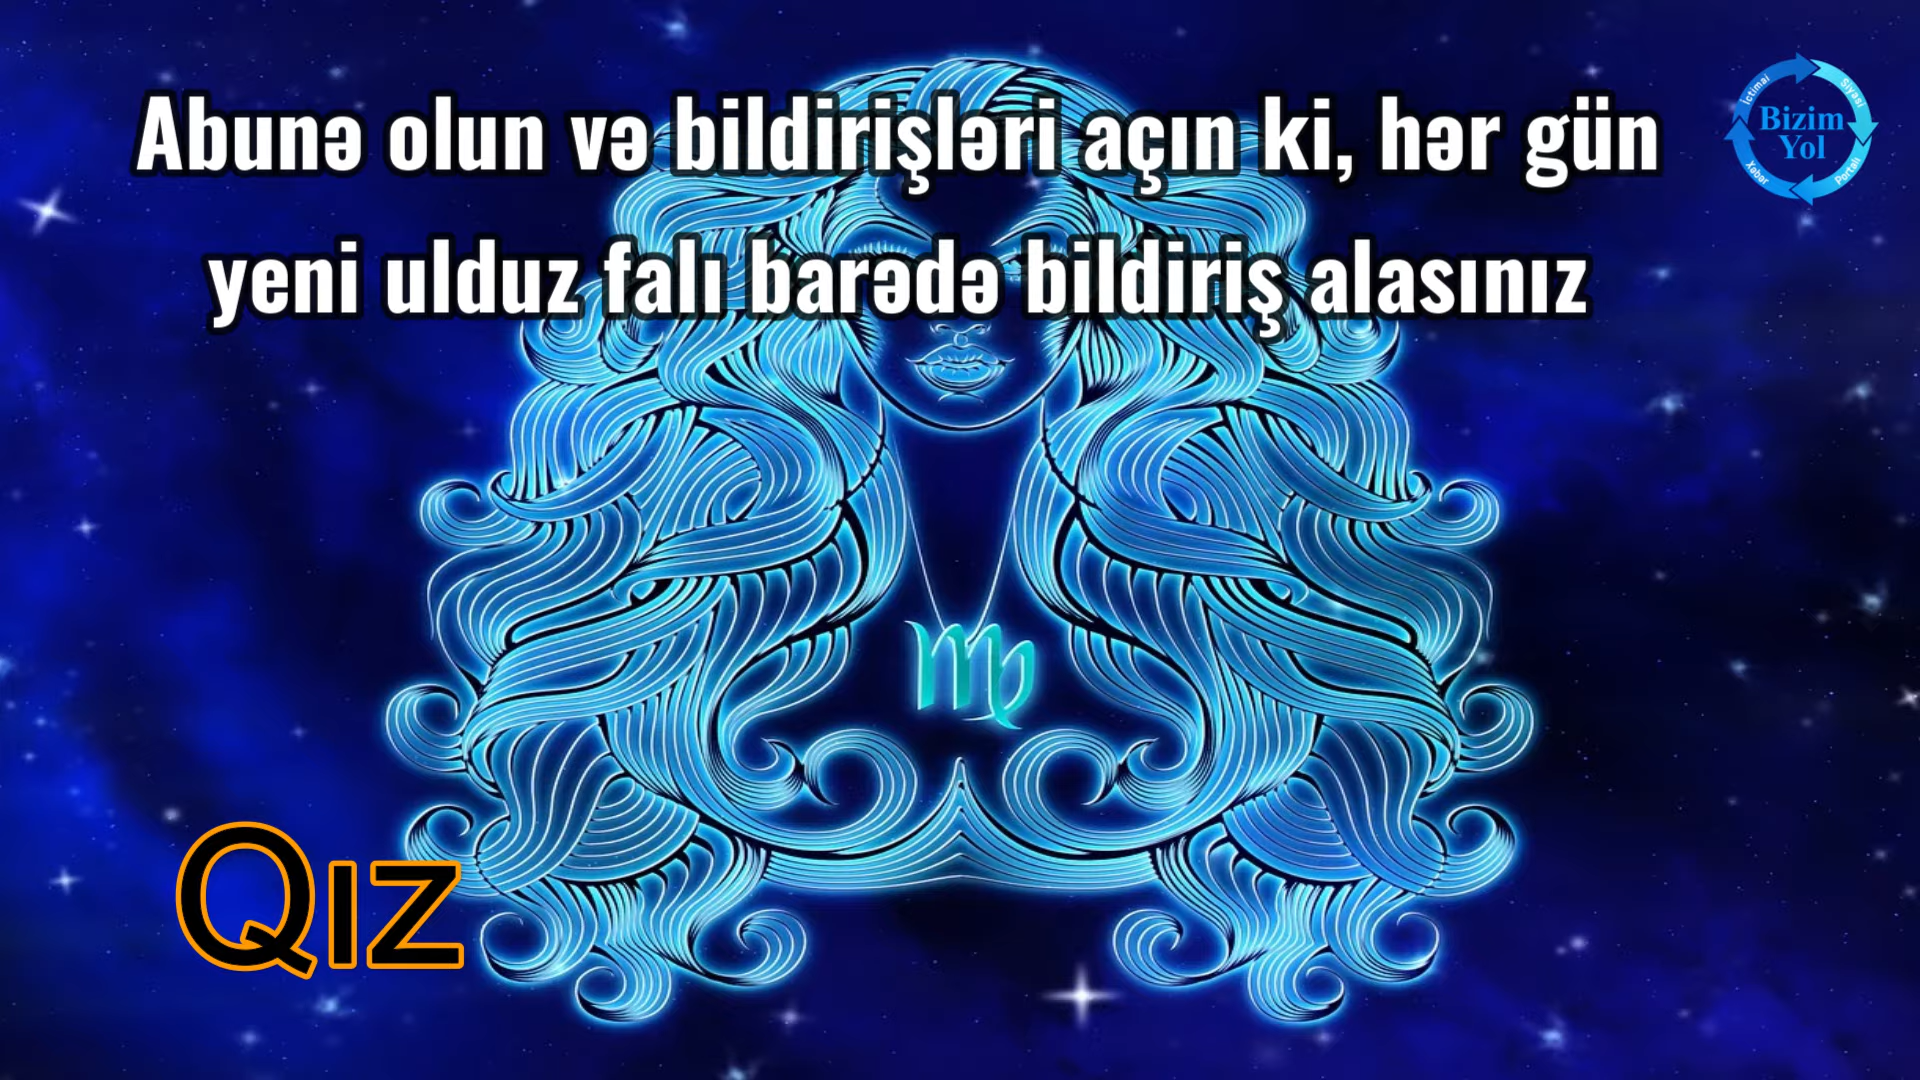 Abunə olun və bildirişləri açın ki, hər gün
yeni ulduz falı barədə bildiriş alasınız
İctimai
Siyasi
Bizim
Yol
Xəbər
Portalı
Qız